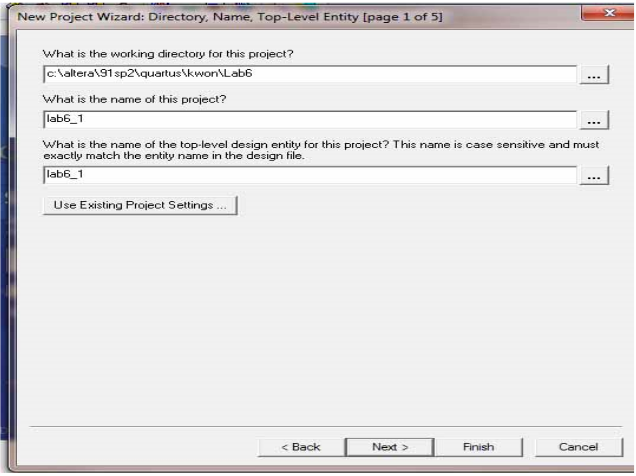 New Project Wizard: Directory, Name, Top-Level Entity [page 1 of 5]
What is the working directory for this project?
c:\altera\91sp2\quartus\kwon\Lab6
...
What is the name of this project?
lab6_1
...
What is the name of the top-level design entity for this project? This name is case sensitive and must
exactly match the entity name in the design file.
lab6_1
...
Use Existing Project Settings ...
< Back
Next >
Finish
Cancel